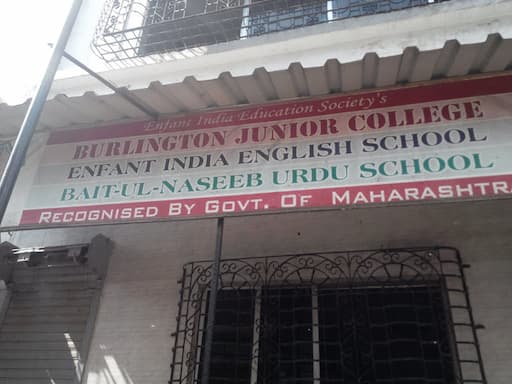 Enfant India Education Society's
BURLINGTON JUNIOR COLLEGE
ENFANT INDIA ENGLISH SCHOOL
BAIT-UL-NASEEB URDU SCHOOL
RECOGNISED BY GOVT. OF MAHARASHTRA